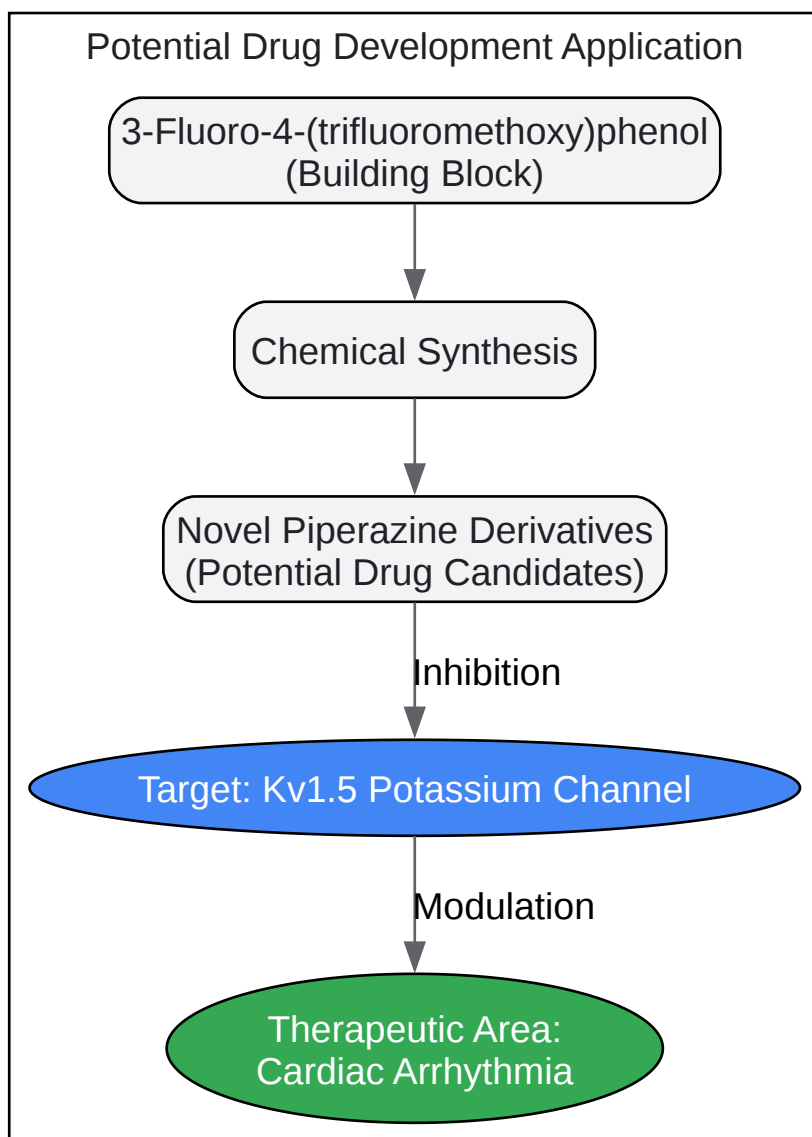 Potential Drug Development Application
3-Fluoro-4-(trifluoromethoxy)phenol
(Building Block)
Chemical Synthesis
Novel Piperazine Derivatives
(Potential Drug Candidates)
Inhibition
Target: Kv1.5 Potassium Channel
Modulation
Therapeutic Area:
Cardiac Arrhythmia